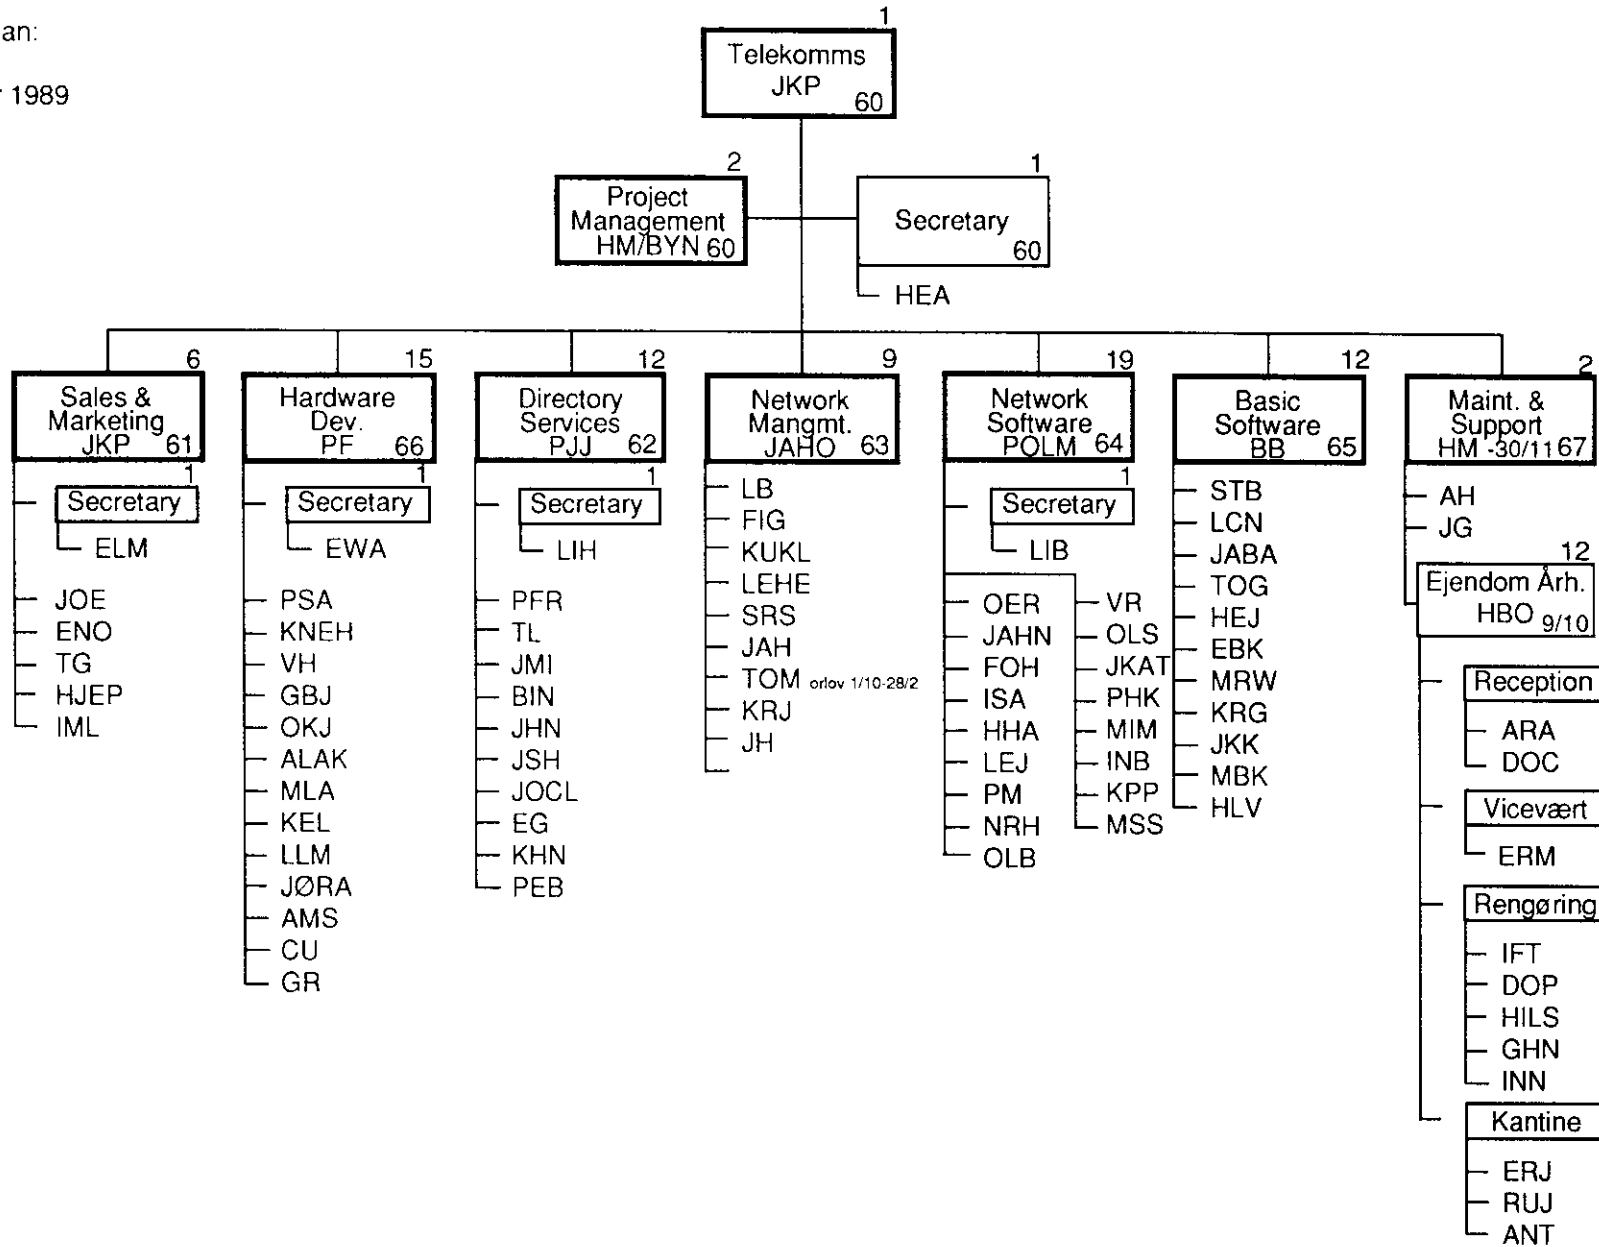 an:
1989
1
Telekomms
JKP
60
2
Project
Management
HM/BYN 60
1
Secretary
60
HEA
6
Sales &
Marketing
JKP 61
1
Secretary
ELM
JOE
ENO
TG
HJEP
IML
15
Hardware
Dev.
PF 66
1
Secretary
EWA
PSA
KNEH
VH
GBJ
OKJ
ALAK
MLA
KEL
LLM
JØRA
AMS
CU
GR
12
Directory
Services
PJJ 62
1
Secretary
LIH
PFR
TL
JMI
BIN
JHN
JSH
JOCL
EG
KHN
PEB
9
Network
Mangmt.
JAHO 63
LB
FIG
KUKL
LEHE
SRS
JAH
TOM orlov 1/10-28/2
KRJ
JH
19
Network
Software
POLM 64
1
Secretary
LIB
OER
JAHN
FOH
ISA
HHA
LEJ
PM
NRH
OLB
VR
OLS
JKAT
PHK
MIM
INB
KPP
MSS
12
Basic
Software
BB 65
STB
LCN
JABA
TOG
HEJ
EBK
MRW
KRG
JKK
MBK
HLV
2
Maint. &
Support
HM -30/11 67
AH
JG
12
Ejendom Årh.
HBO 9/10
Reception
ARA
DOC
Vicevært
ERM
Rengøring
IFT
DOP
HILS
GHN
INN
Kantine
ERJ
RUJ
ANT